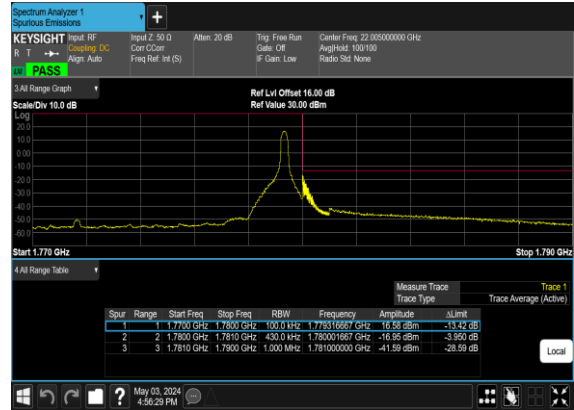 Spectrum Analyzer 1
Spurious Emissions
KEYSIGHT Input: RF Input Z: 50 Ω Atten: 20 dB Trig: Free Run Center Freq: 22.005000000 GHz
R T Coupling: DC Corr CCorr Gate: Off Avg|Hold: 100/100
Align: Auto Freq Ref: Int (S) IF Gain: Low Radio Std: None
PASS
3 All Range Graph
Ref Lvl Offset 16.00 dB
Scale/Div 10.0 dB Ref Value 30.00 dBm
Log
20.0
10.0
0.00
-10.0
-20.0
-30.0
-40.0
-50.0
-60.0
Start 1.770 GHz Stop 1.790 GHz
4 All Range Table
Measure Trace Trace 1
Trace Type Trace Average (Active)
Spur Range Start Freq Stop Freq RBW Frequency Amplitude ΔLimit
1 1 1.7700 GHz 1.7800 GHz 100.0 kHz 1.779316667 GHz 16.58 dBm -13.42 dB
2 2 1.7800 GHz 1.7810 GHz 430.0 kHz 1.780001667 GHz -16.95 dBm -3.950 dB
3 3 1.7810 GHz 1.7900 GHz 1.000 MHz 1.781000000 GHz -41.59 dBm -28.59 dB
Local
May 03, 2024
4:56:29 PM